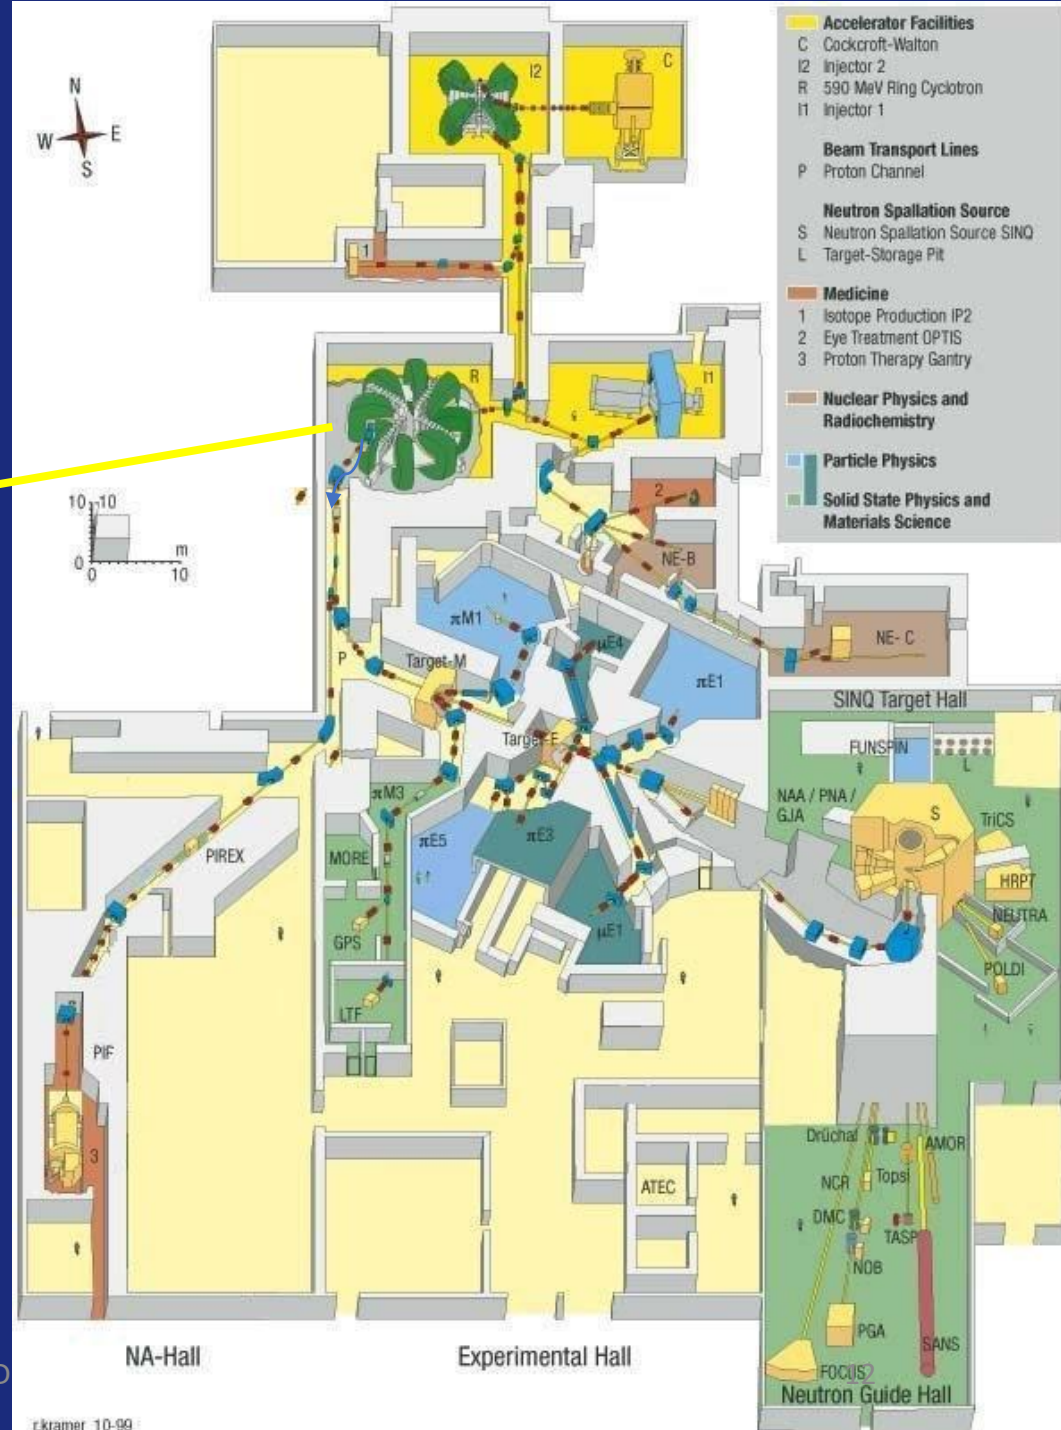 N
W E
S
I2
C
1
R
I1
2
NE-B
NE- C
10 10
0
0 10
m
P
πM1
μE4
Target-M
πE1
Target-E
πM3
πE5
πE3
μE1
MORE
GPS
LTF
PIREX
PIF
3
ATEC
SINQ Target Hall
FUNSPIN
L
NAA / PNA /
GJA
S
TriCS
HRP7
NEUTRA
POLDI
Drüchal
AMOR
NCR
Topsi
DMC
TASP
NOB
PGA
SANS
FOCUS
12
Neutron Guide Hall
NA-Hall
Experimental Hall
r.kramer 10-99
Accelerator Facilities
C Cockcroft-Walton
I2 Injector 2
R 590 MeV Ring Cyclotron
I1 Injector 1
Beam Transport Lines
P Proton Channel
Neutron Spallation Source
S Neutron Spallation Source SINQ
L Target-Storage Pit
Medicine
1 Isotope Production IP2
2 Eye Treatment OPTIS
3 Proton Therapy Gantry
Nuclear Physics and
Radiochemistry
Particle Physics
Solid State Physics and
Materials Science